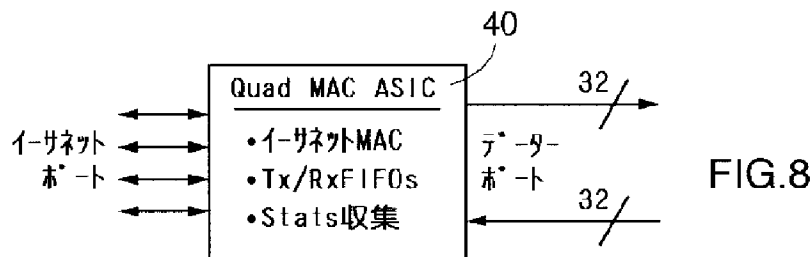 40
Quad MAC ASIC
32
イーサネット
ポート
•イーサネットMAC
•Tx/RxFIFOs
•Stats収集
データー
ポート
32
FIG.8